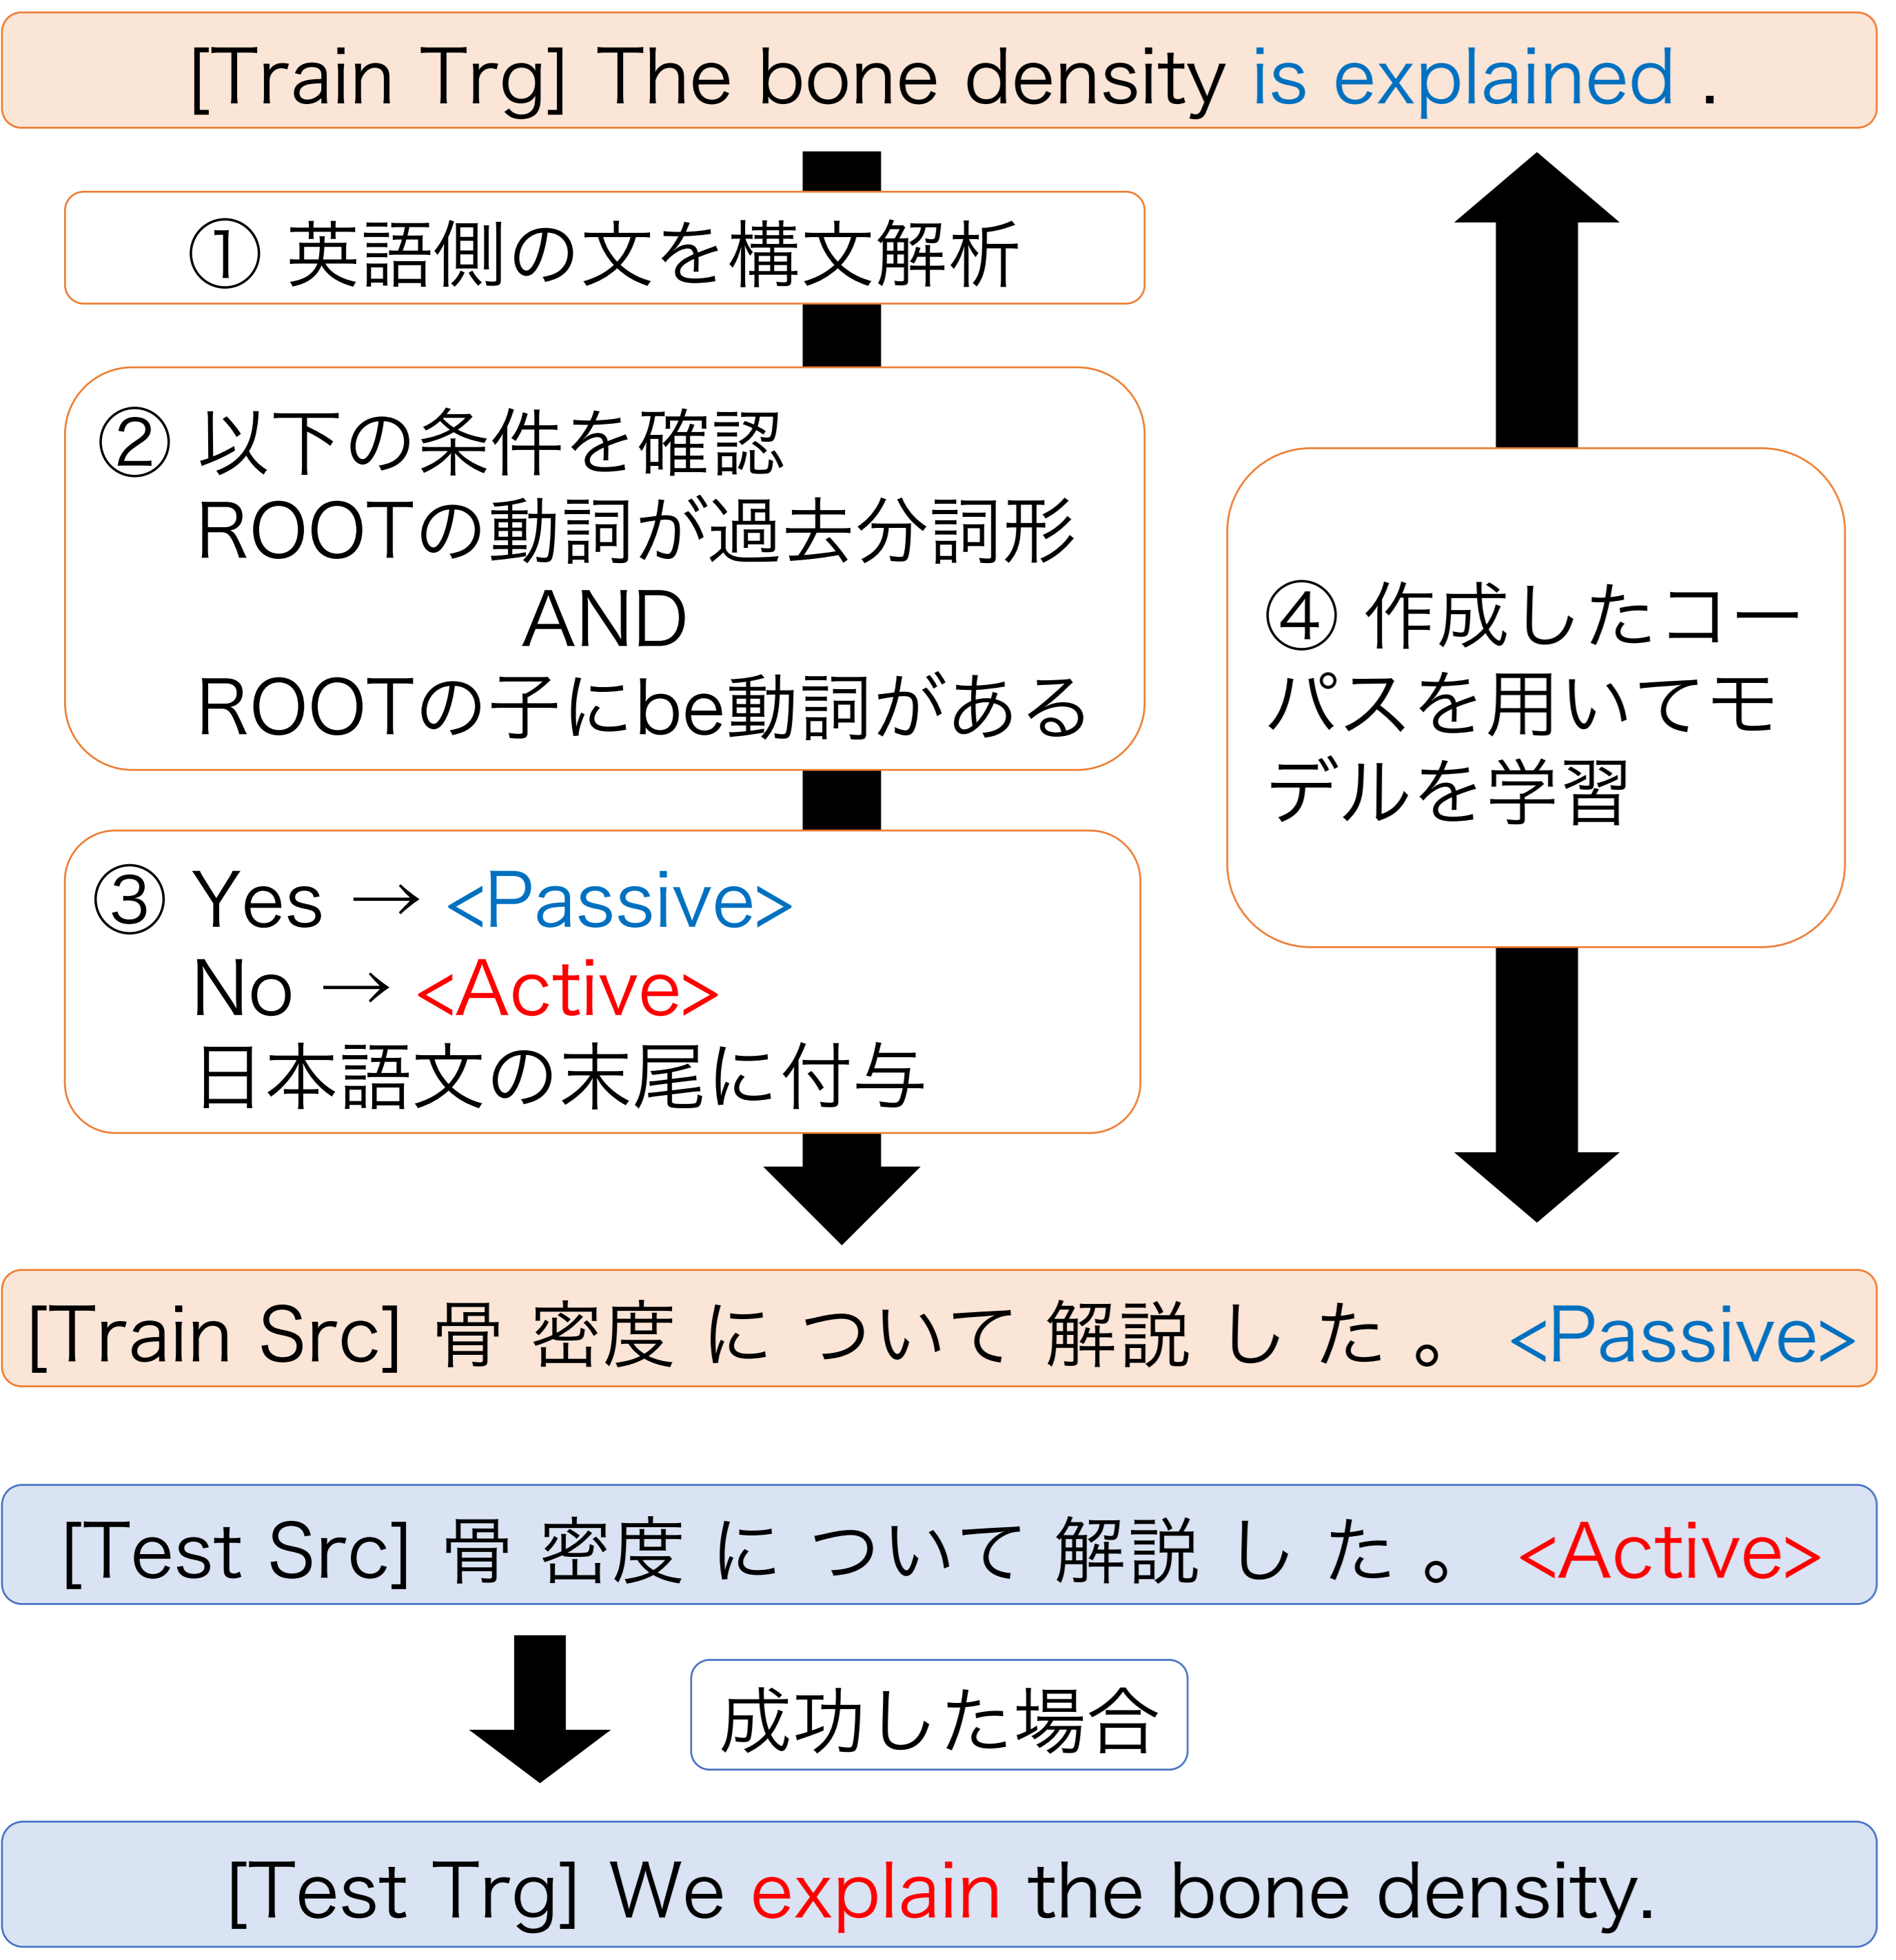 [Train Trg] The bone density is explained .
① 英語側の文を構文解析
② 以下の条件を確認
ROOTの動詞が過去分詞形
AND
ROOTの子にbe動詞がある
③ Yes → <Passive>
No → <Active>
日本語文の末尾に付与
④ 作成したコー
パスを用いてモ
デルを学習
[Train Src] 骨 密度 に ついて 解説 し た 。 <Passive>
[Test Src] 骨 密度 に ついて 解説 し た 。 <Active>
成功した場合
[Test Trg] We explain the bone density.